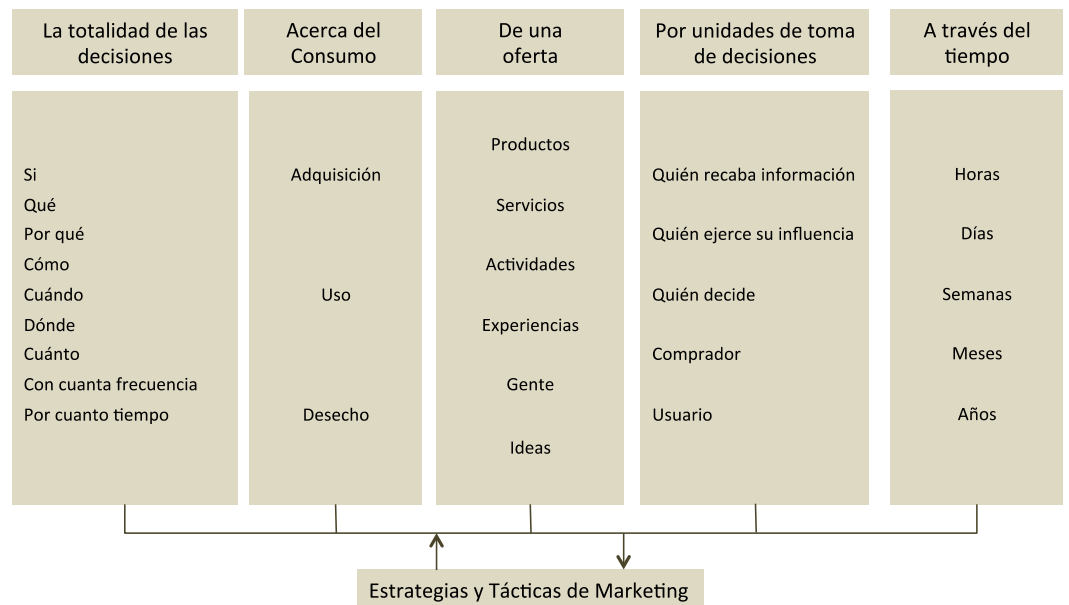 La totalidad de las
decisiones
Acerca del
Consumo
De una
oferta
Por unidades de toma
de decisiones
A través del
tiempo
Si
Qué
Por qué
Cómo
Cuándo
Dónde
Cuánto
Con cuanta frecuencia
Por cuanto tiempo
Adquisición
Uso
Desecho
Productos
Servicios
Actividades
Experiencias
Gente
Ideas
Quién recaba información
Quién ejerce su influencia
Quién decide
Comprador
Usuario
Horas
Días
Semanas
Meses
Años
Estrategias y Tácticas de Marketing